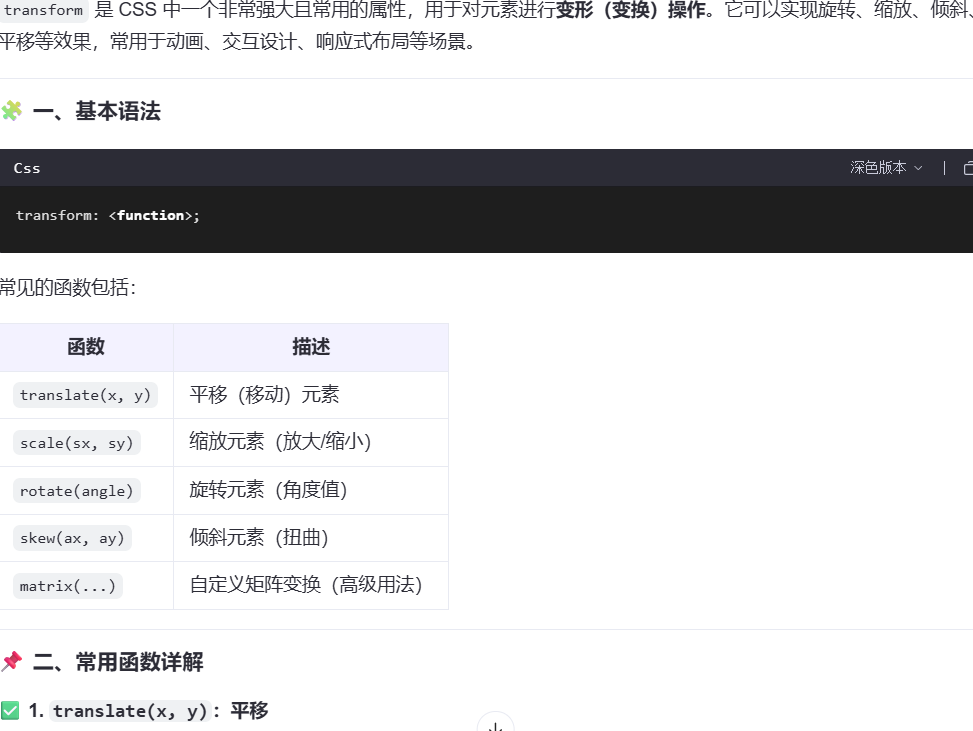 transform 是 CSS 中一个非常强大且常用的属性，用于对元素进行变形（变换）操作。它可以实现旋转、缩放、倾斜、
平移等效果，常用于动画、交互设计、响应式布局等场景。
🧩 一、基本语法
Css 深色版本
transform: <function>;
常见的函数包括：
函数 描述
translate(x, y) 平移（移动）元素
scale(sx, sy) 缩放元素（放大/缩小）
rotate(angle) 旋转元素（角度值）
skew(ax, ay) 倾斜元素（扭曲）
matrix(...) 自定义矩阵变换（高级用法）
📌 二、常用函数详解
✅ 1. translate(x, y)：平移